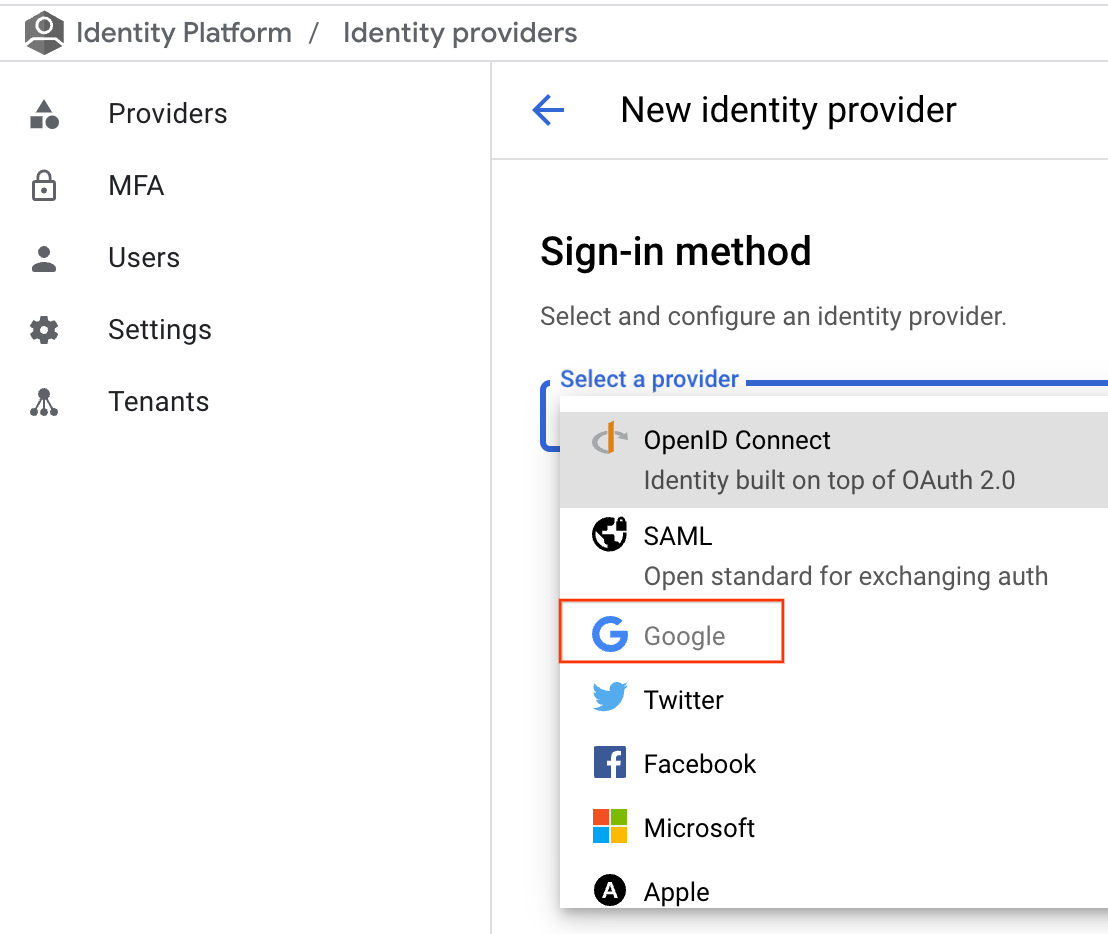 Identity Platform / Identity providers
Providers
MFA
Users
Settings
Tenants
New identity provider
Sign-in method
Select and configure an identity provider.
Select a provider
OpenID Connect
Identity built on top of OAuth 2.0
SAML
Open standard for exchanging auth
Google
Twitter
Facebook
Microsoft
Apple